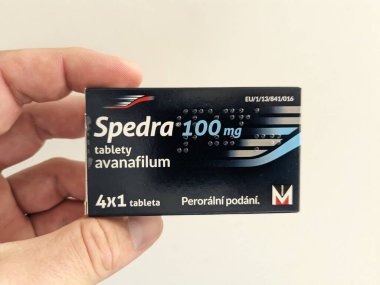 EU/1/13/841/016
Spedra 100 mg
tablety
avanafilum
4x1 tableta
Perorální podání.
M